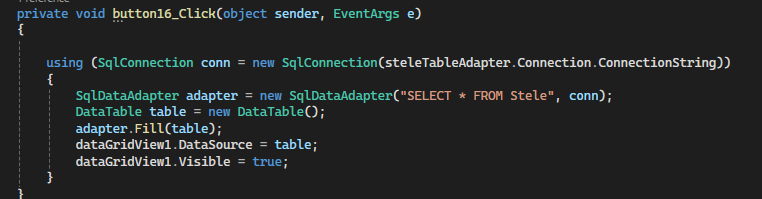 private void button16_Click(object sender, EventArgs e)
{
using (SqlConnection conn = new SqlConnection(steleTableAdapter.Connection.ConnectionString))
{
SqlDataAdapter adapter = new SqlDataAdapter("SELECT * FROM Stele", conn);
DataTable table = new DataTable();
adapter.Fill(table);
dataGridView1.DataSource = table;
dataGridView1.Visible = true;
}
}